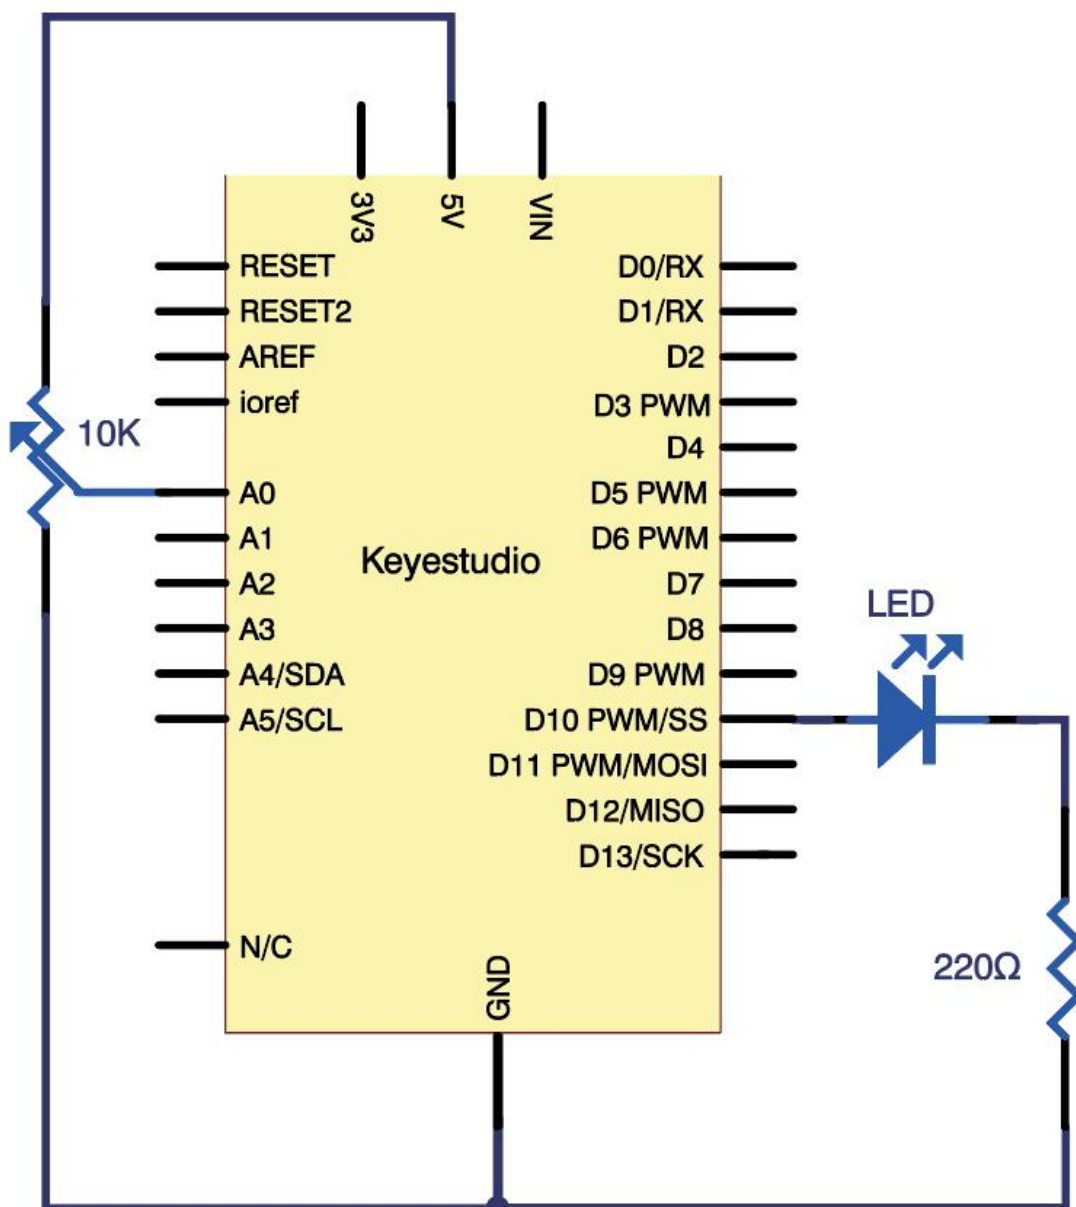 3V3
5V
VIN
RESET
RESET2
AREF
ioref
10K
A0
A1
A2
A3
A4/SDA
A5/SCL
N/C
Keyestudio
D0/RX
D1/RX
D2
D3 PWM
D4
D5 PWM
D6 PWM
D7
D8
D9 PWM
D10 PWM/SS
D11 PWM/MOSI
D12/MISO
D13/SCK
GND
LED
220Ω